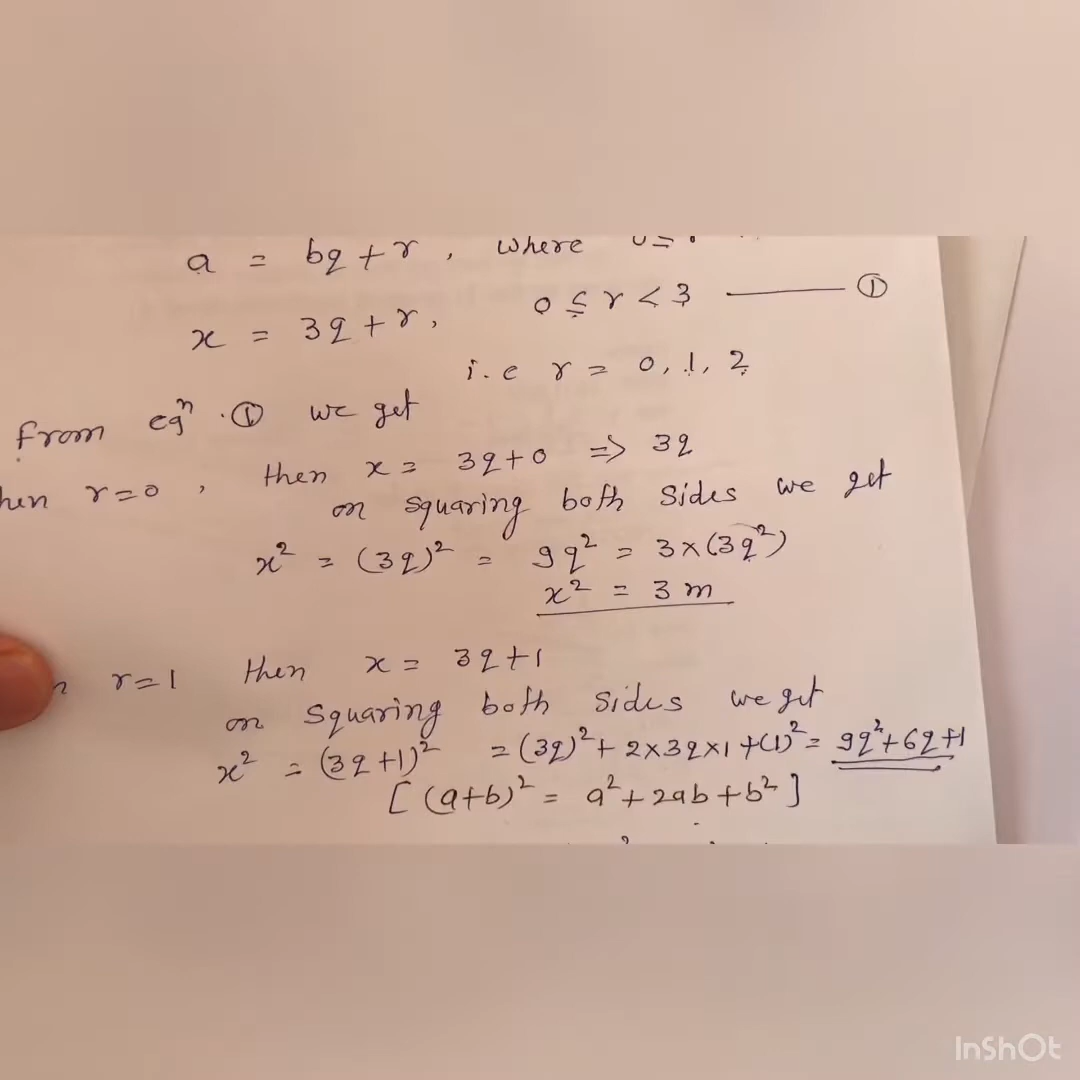 a = bq + r, where
x = 3q + r, 0 ≤ r < 3 ——— ①
i.e r = 0, 1, 2
From eqⁿ ① we get
r = 0, then x = 3q + 0 => 3q
on squaring both sides we get
x² = (3q)² = 9q² = 3 × (3q²)
x² = 3m
r = 1 then x = 3q + 1
on squaring both sides we get
x² = (3q + 1)² = (3q)² + 2 × 3q × 1 + (1)² = 9q² + 6q + 1
[ (a + b)² = a² + 2ab + b² ]
InShOt